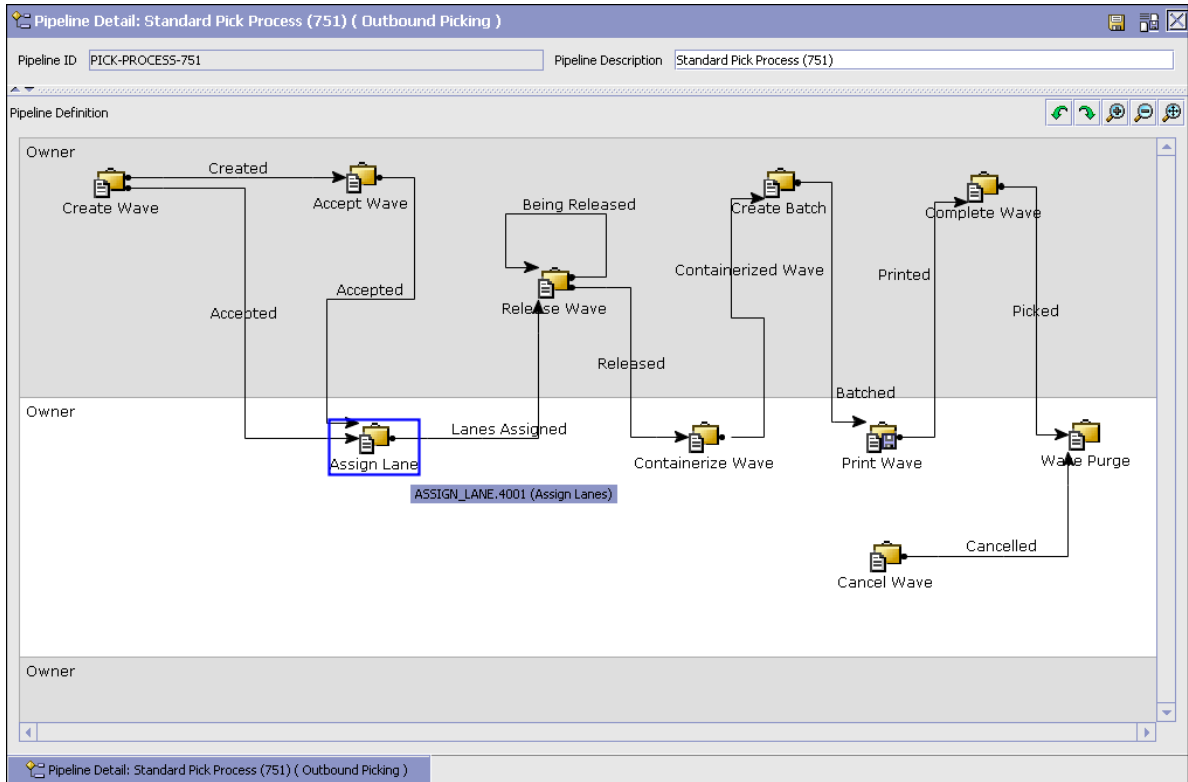 Pipeline Detail: Standard Pick Process (751) ( Outbound Picking )
Pipeline ID PICK-PROCESS-751 Pipeline Description Standard Pick Process (751)
Pipeline Definition
Owner
Created
Create Wave
Accept Wave
Being Released
Create Batch
Complete Wave
Containerized Wave
Printed
Accepted
Accepted
Release Wave
Picked
Released
Batched
Owner
Lanes Assigned
Assign Lane
Containerize Wave
Print Wave
Wave Purge
ASSIGN_LANE.4001 (Assign Lanes)
Cancelled
Cancel Wave
Owner
Pipeline Detail: Standard Pick Process (751) ( Outbound Picking )